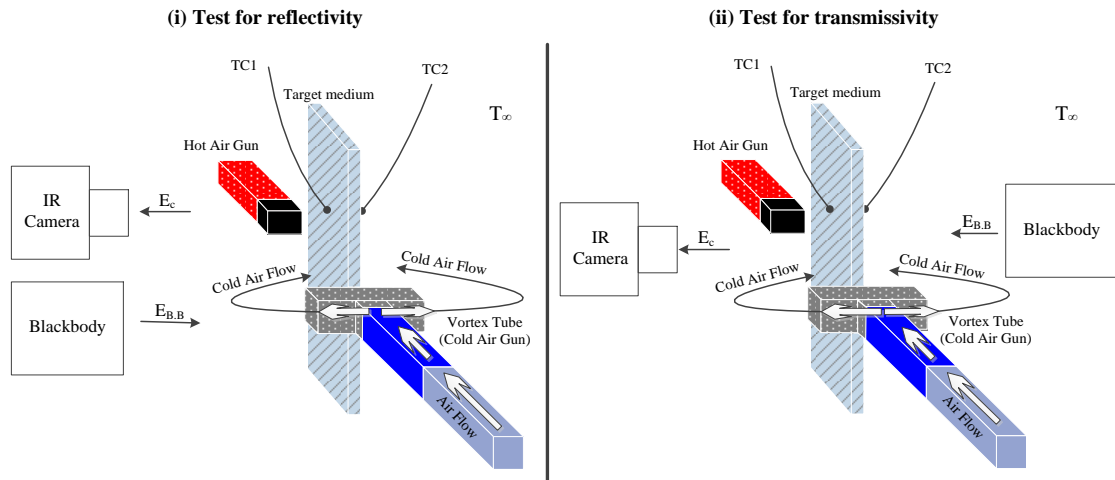 (i) Test for reflectivity
TC1
TC2
Target medium
T∞
Hot Air Gun
IR
Camera
Ec
Cold Air Flow
Cold Air Flow
Blackbody
EB.B
Vortex Tube
(Cold Air Gun)
Air Flow
(ii) Test for transmissivity
TC1
TC2
Target medium
T∞
Hot Air Gun
IR
Camera
Ec
EB.B
Blackbody
Cold Air Flow
Cold Air Flow
Vortex Tube
(Cold Air Gun)
Air Flow